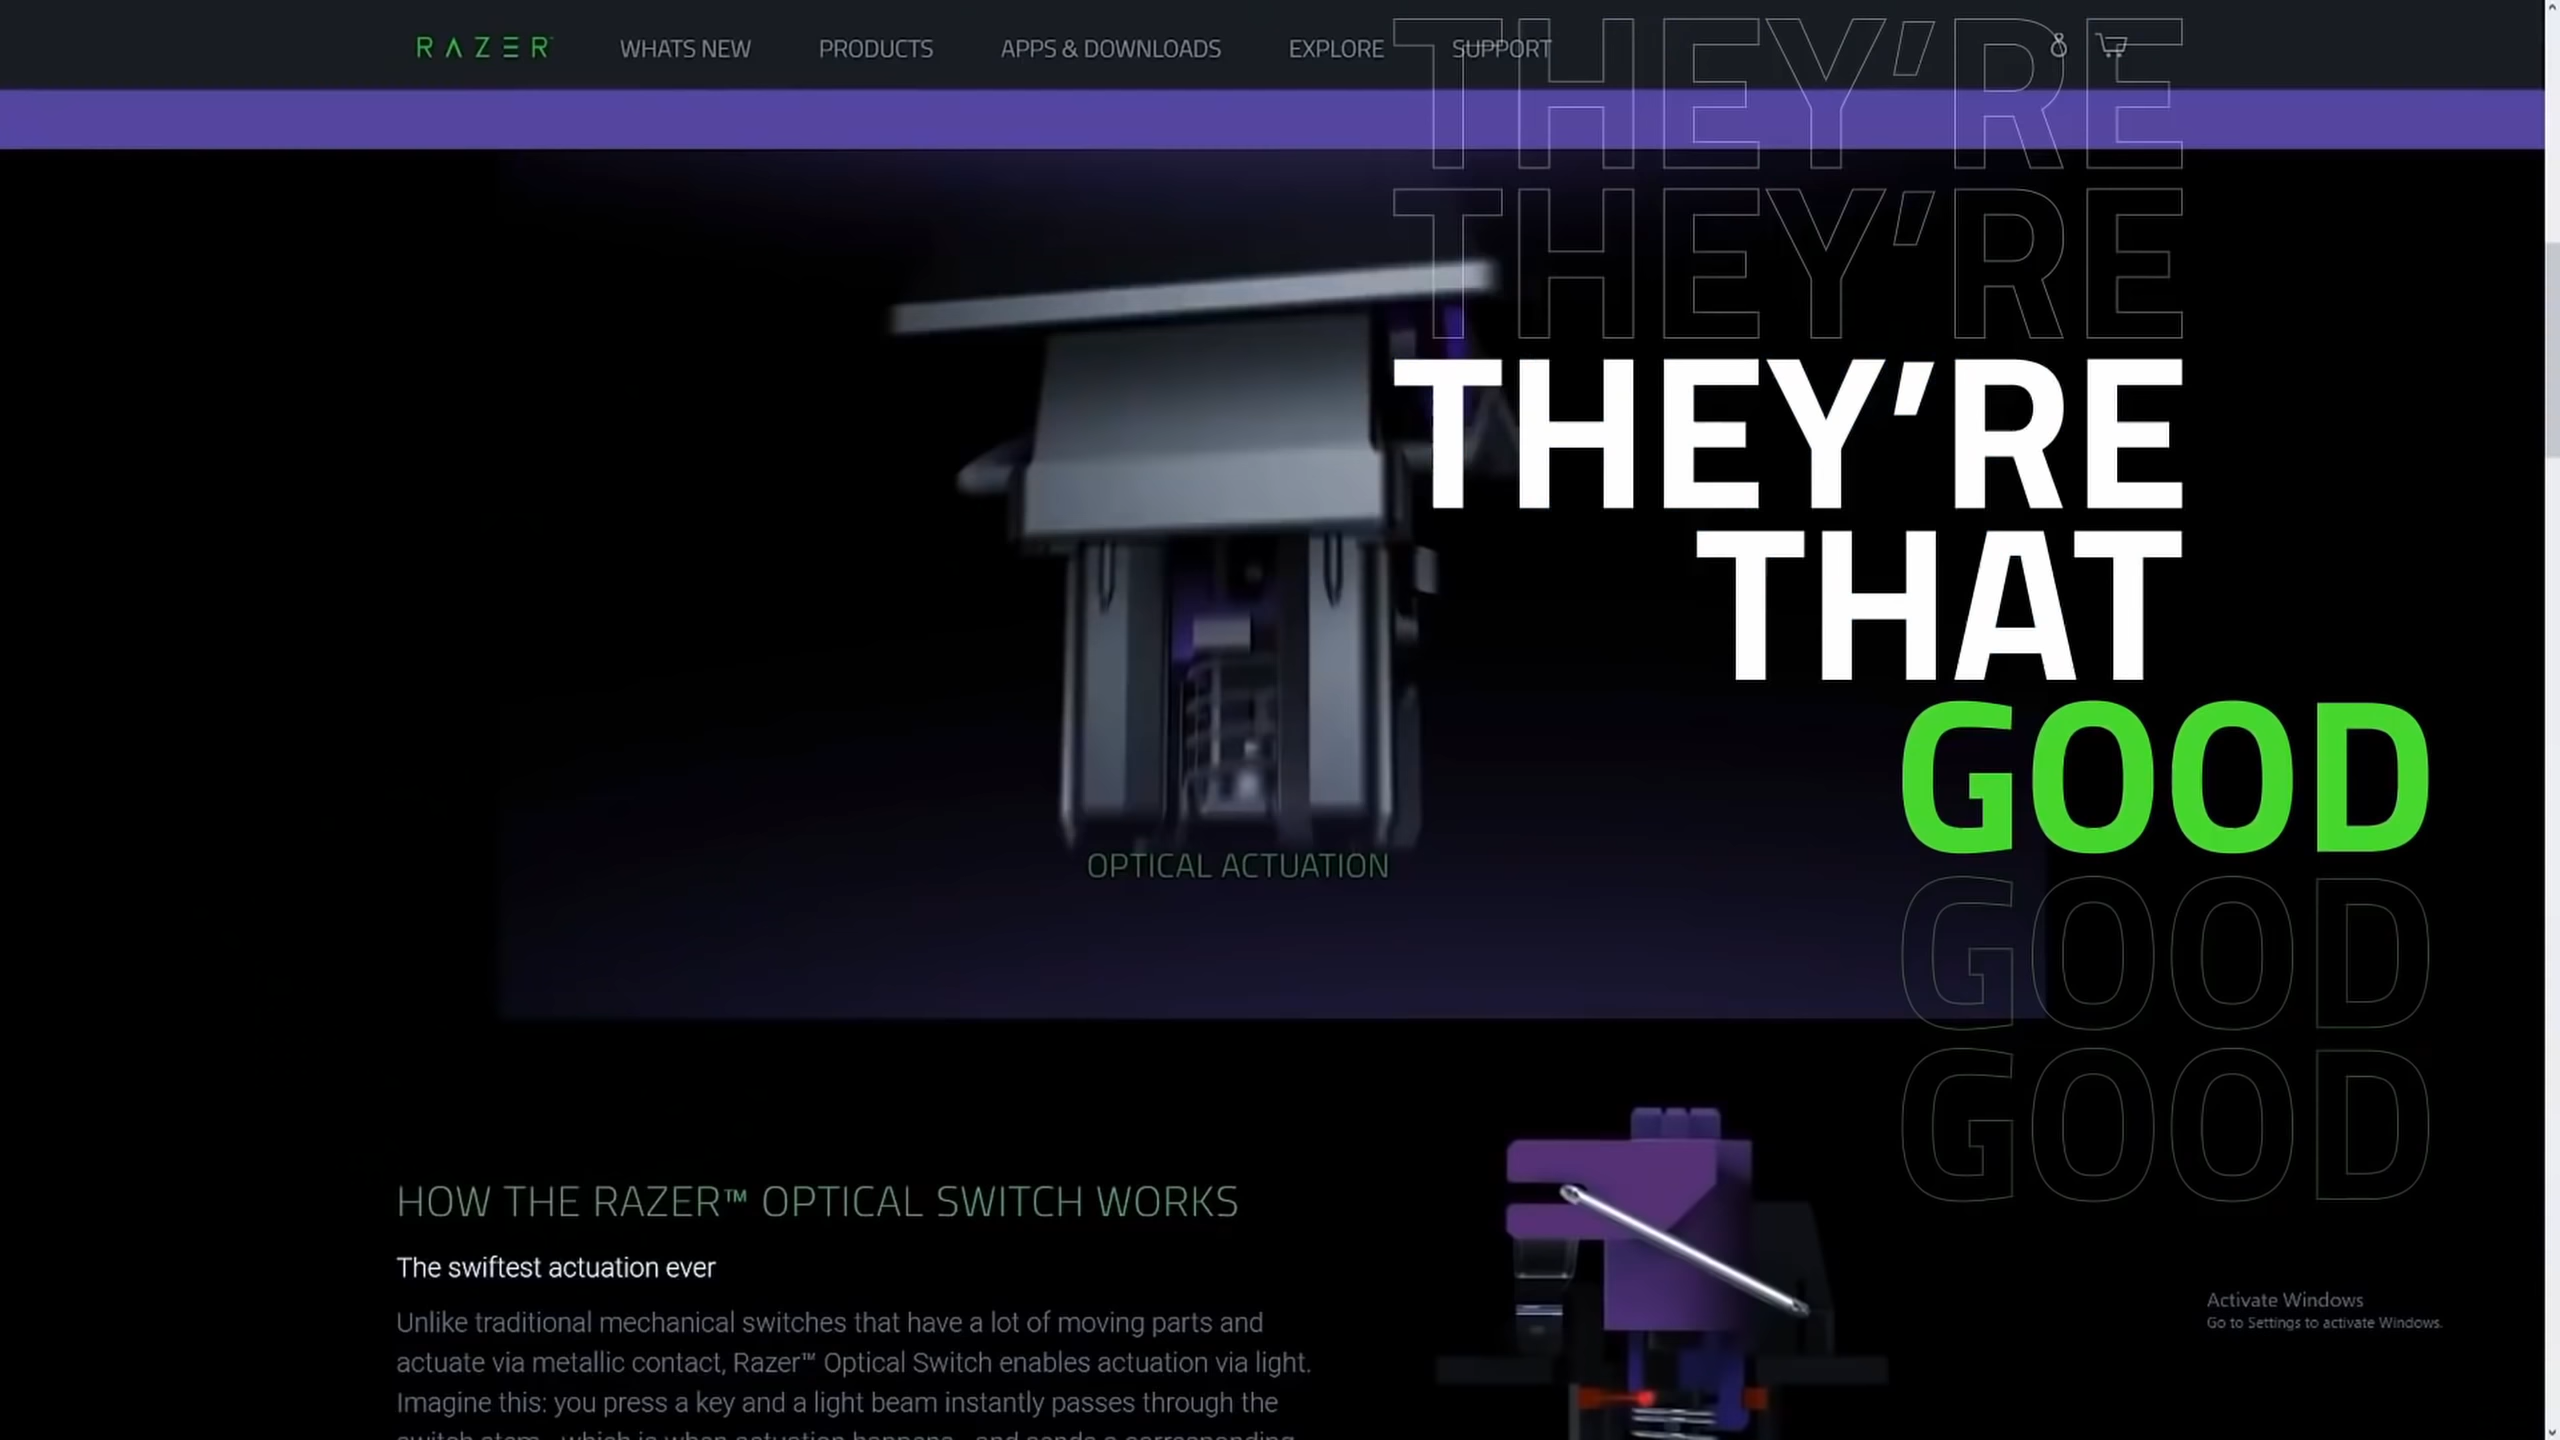 RAZER
WHATS NEW
PRODUCTS
APPS & DOWNLOADS
EXPLORE
SUPPORT
THEY'RE
THEY'RE
THEY'RE
THAT
GOOD
OPTICAL ACTUATION
GOOD
GOOD
HOW THE RAZER™ OPTICAL SWITCH WORKS
The swiftest actuation ever
Unlike traditional mechanical switches that have a lot of moving parts and
actuate via metallic contact, Razer™ Optical Switch enables actuation via light.
Imagine this: you press a key and a light beam instantly passes through the
Activate Windows
Go to Settings to activate Windows.